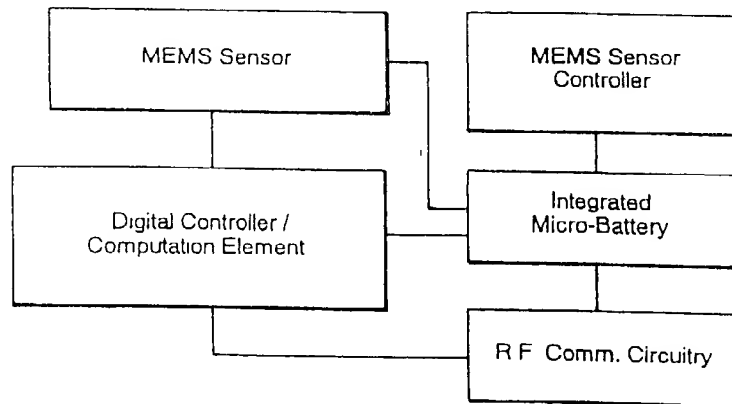 MEMS Sensor
MEMS Sensor
Controller
Digital Controller /
Computation Element
Integrated
Micro-Battery
R F Comm. Circuitry